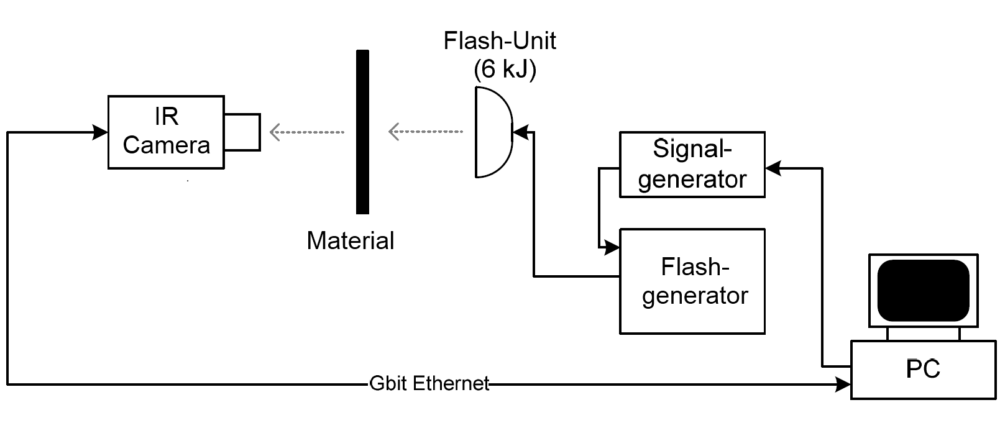 Flash-Unit
(6 kJ)
IR
Camera
Signal-
generator
Material
Flash-
generator
PC
Gbit Ethernet